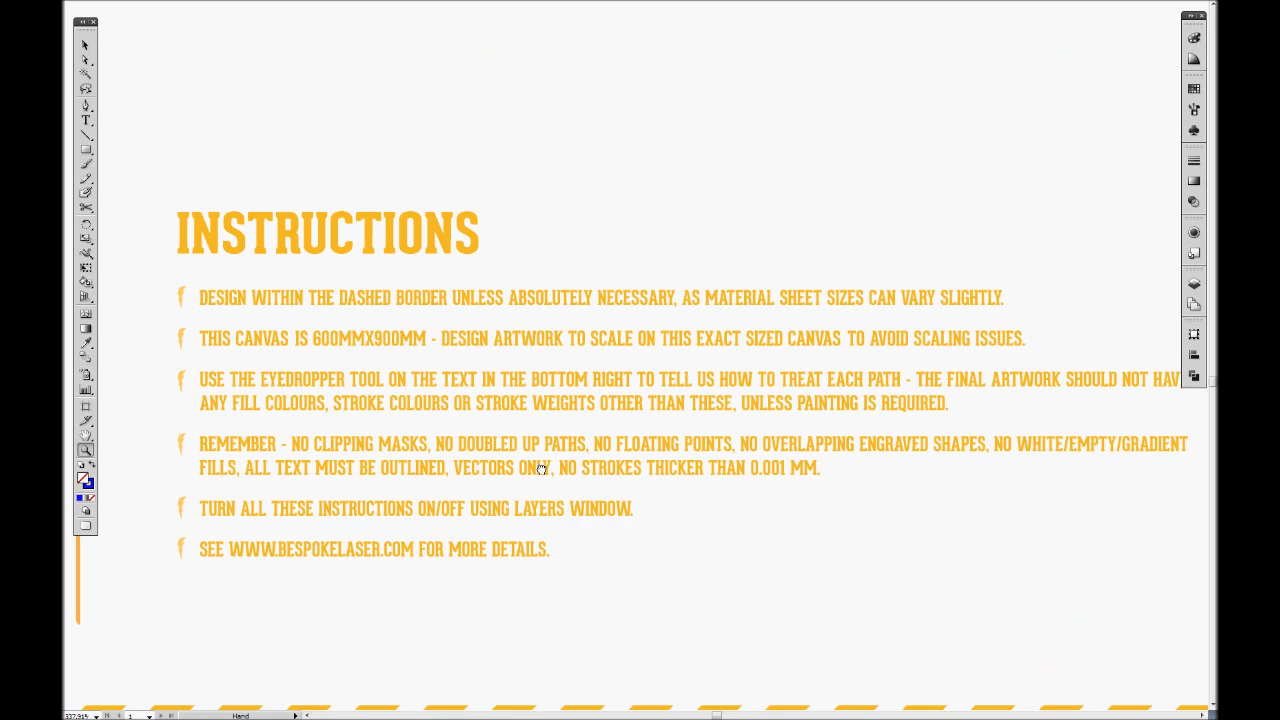 INSTRUCTIONS
DESIGN WITHIN THE DASHED BORDER UNLESS ABSOLUTELY NECESSARY, AS MATERIAL SHEET SIZES CAN VARY SLIGHTLY.
THIS CANVAS IS 600MMX900MM - DESIGN ARTWORK TO SCALE ON THIS EXACT SIZED CANVAS TO AVOID SCALING ISSUES.
USE THE EYEDROPPER TOOL ON THE TEXT IN THE BOTTOM RIGHT TO TELL US HOW TO TREAT EACH PATH - THE FINAL ARTWORK SHOULD NOT HAV
ANY FILL COLOURS, STROKE COLOURS OR STROKE WEIGHTS OTHER THAN THESE, UNLESS PAINTING IS REQUIRED.
REMEMBER - NO CLIPPING MASKS, NO DOUBLED UP PATHS, NO FLOATING POINTS, NO OVERLAPPING ENGRAVED SHAPES, NO WHITE/EMPTY/GRADIENT
FILLS, ALL TEXT MUST BE OUTLINED, VECTORS ONLY, NO STROKES THICKER THAN 0.001 MM.
TURN ALL THESE INSTRUCTIONS ON/OFF USING LAYERS WINDOW.
SEE WWW.BESPOKELASER.COM FOR MORE DETAILS.
337.91% 1 Hand